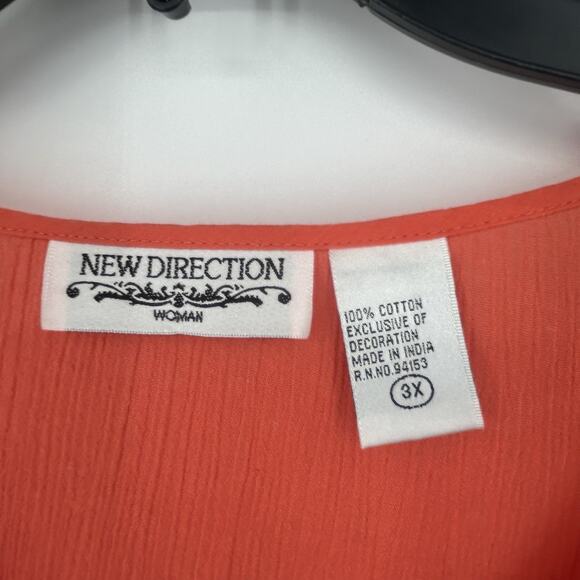 NEW DIRECTION
WOMAN
100% COTTON
EXCLUSIVE OF
DECORATION
MADE IN INDIA
R.N.NO.94153
3X